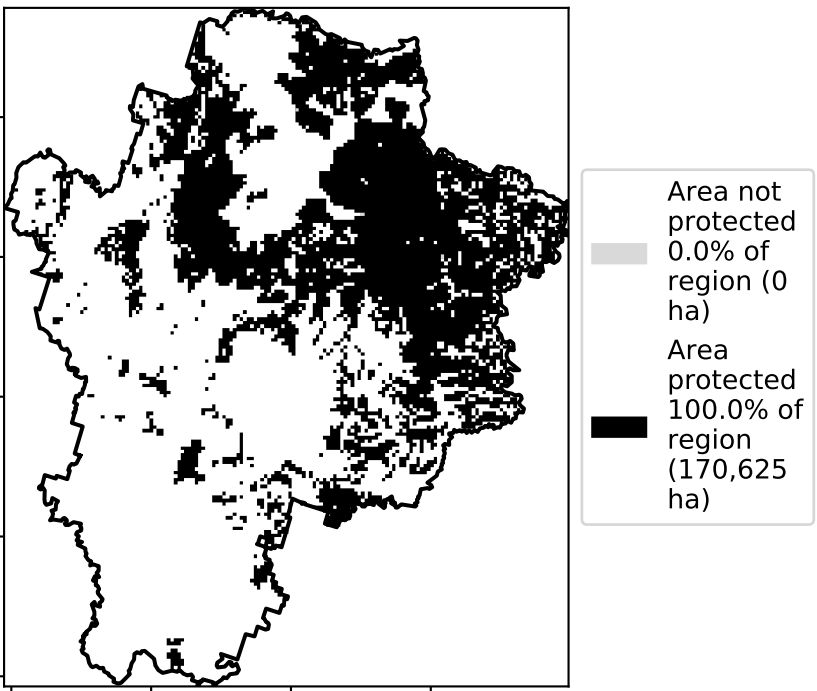 Area not
protected
0.0% of
region (0
ha)
Area
protected
100.0% of
region
(170,625
ha)